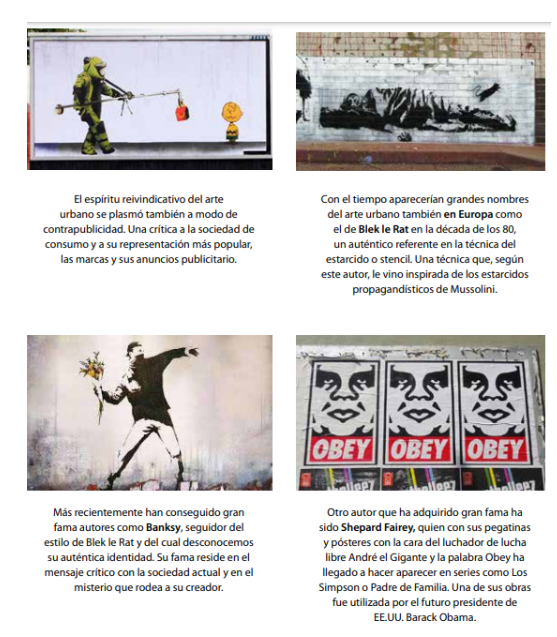 El espíritu reivindicativo del arte
urbano se plasmó también a modo de
contrapublicidad. Una crítica a la sociedad de
consumo y a su representación más popular,
las marcas y sus anuncios publicitario.
Con el tiempo aparecerían grandes nombres
del arte urbano también en Europa como
el de Blek le Rat en la década de los 80,
un auténtico referente en la técnica del
estarcido o stencil. Una técnica que, según
este autor, le vino inspirada de los estarcidos
propagandísticos de Mussolini.
OBEY OBEY OBEY
Más recientemente han conseguido gran
fama autores como Banksy, seguidor del
estilo de Blek le Rat y del cual desconocemos
su auténtica identidad. Su fama reside en el
mensaje crítico con la sociedad actual y en el
misterio que rodea a su creador.
Otro autor que ha adquirido gran fama ha
sido Shepard Fairey, quien con sus pegatinas
y pósteres con la cara del luchador de lucha
libre André el Gigante y la palabra Obey ha
llegado a hacer aparecer en series como Los
Simpson o Padre de Familia. Una de sus obras
fue utilizada por el futuro presidente de
EE.UU. Barack Obama.